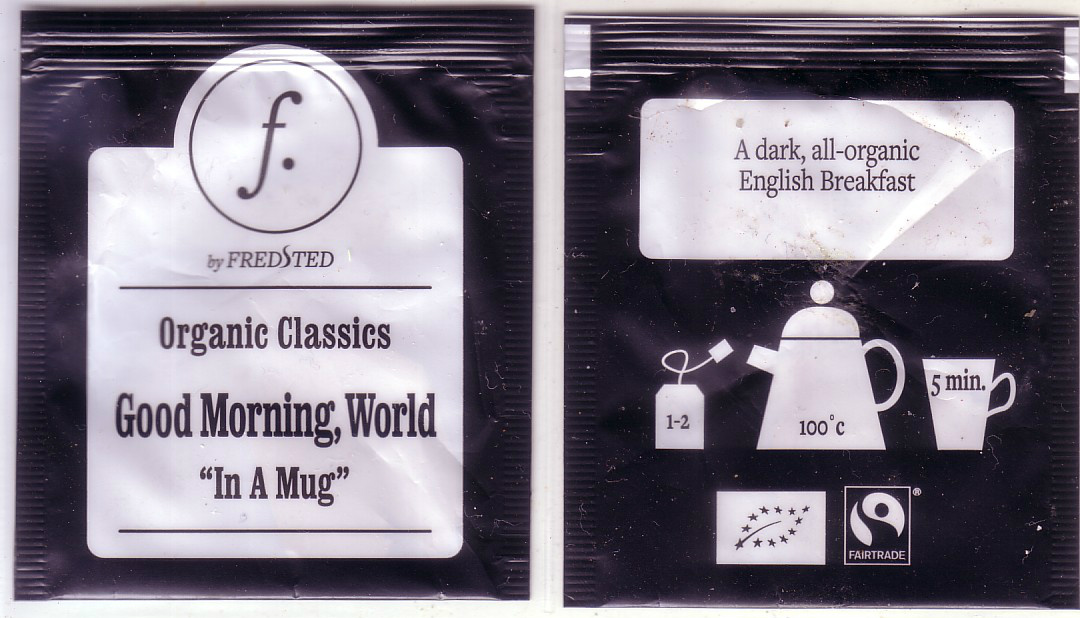 f.
by FREDSTED
Organic Classics
Good Morning, World
“In A Mug”
A dark, all-organic
English Breakfast
1-2
100°c
5 min.
FAIRTRADE
®